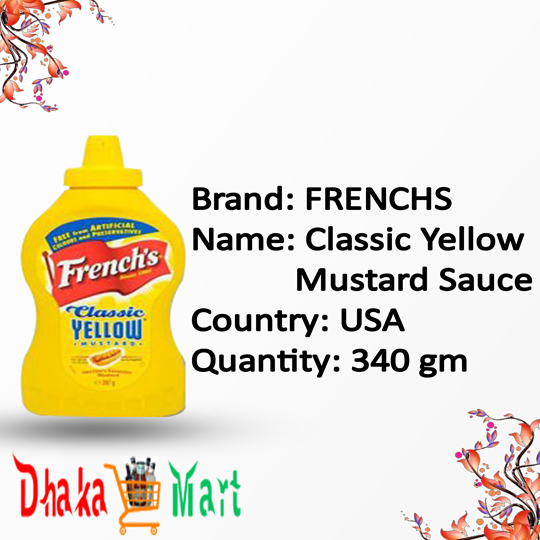 FREE from ARTIFICIAL
COLOURS and PRESERVATIVES
French's
Classic
YELLOW
MUSTARD
Brand: FRENCHS
Name: Classic Yellow
Mustard Sauce
Country: USA
Quantity: 340 gm
Dhaka Mart